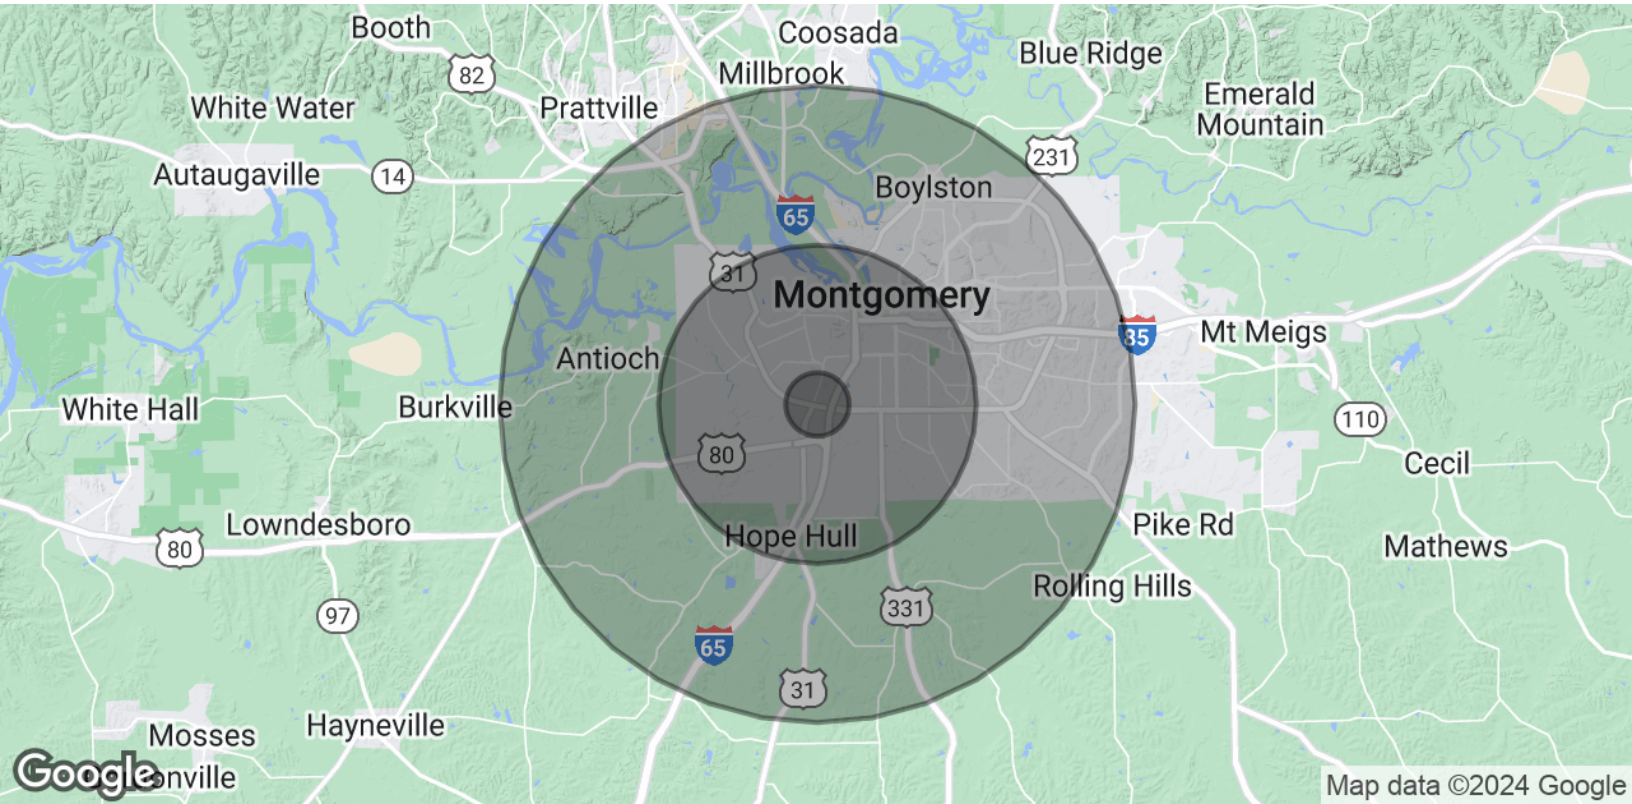 Booth
Coosada
Blue Ridge
82
Millbrook
White Water
Prattville
Emerald
Mountain
231
Autaugaville
14
Boylston
65
31
Montgomery
85
Mt Meigs
Antioch
White Hall
Burkville
110
80
Cecil
Lowndesboro
Hope Hull
Pike Rd
80
Mathews
Rolling Hills
97
331
65
31
Hayneville
Mosses
Google
Map data ©2024 Google